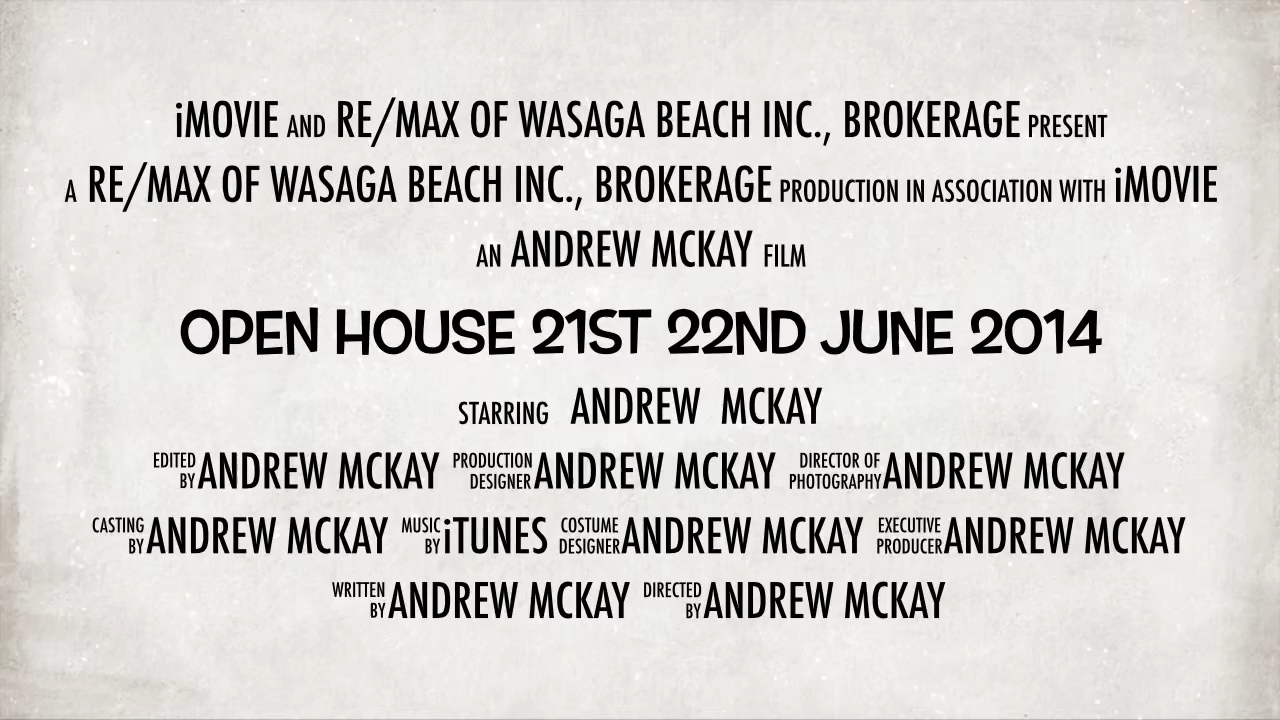 iMOVIE AND RE/MAX OF WASAGA BEACH INC., BROKERAGE PRESENT
A RE/MAX OF WASAGA BEACH INC., BROKERAGE PRODUCTION IN ASSOCIATION WITH iMOVIE
AN ANDREW MCKAY FILM
OPEN HOUSE 21ST 22ND JUNE 2014
STARRING ANDREW MCKAY
EDITED BY ANDREW MCKAY PRODUCTION DESIGNER ANDREW MCKAY DIRECTOR OF PHOTOGRAPHY ANDREW MCKAY
CASTING BY ANDREW MCKAY MUSIC BY iTUNES COSTUME DESIGNER ANDREW MCKAY EXECUTIVE PRODUCER ANDREW MCKAY
WRITTEN BY ANDREW MCKAY DIRECTED BY ANDREW MCKAY